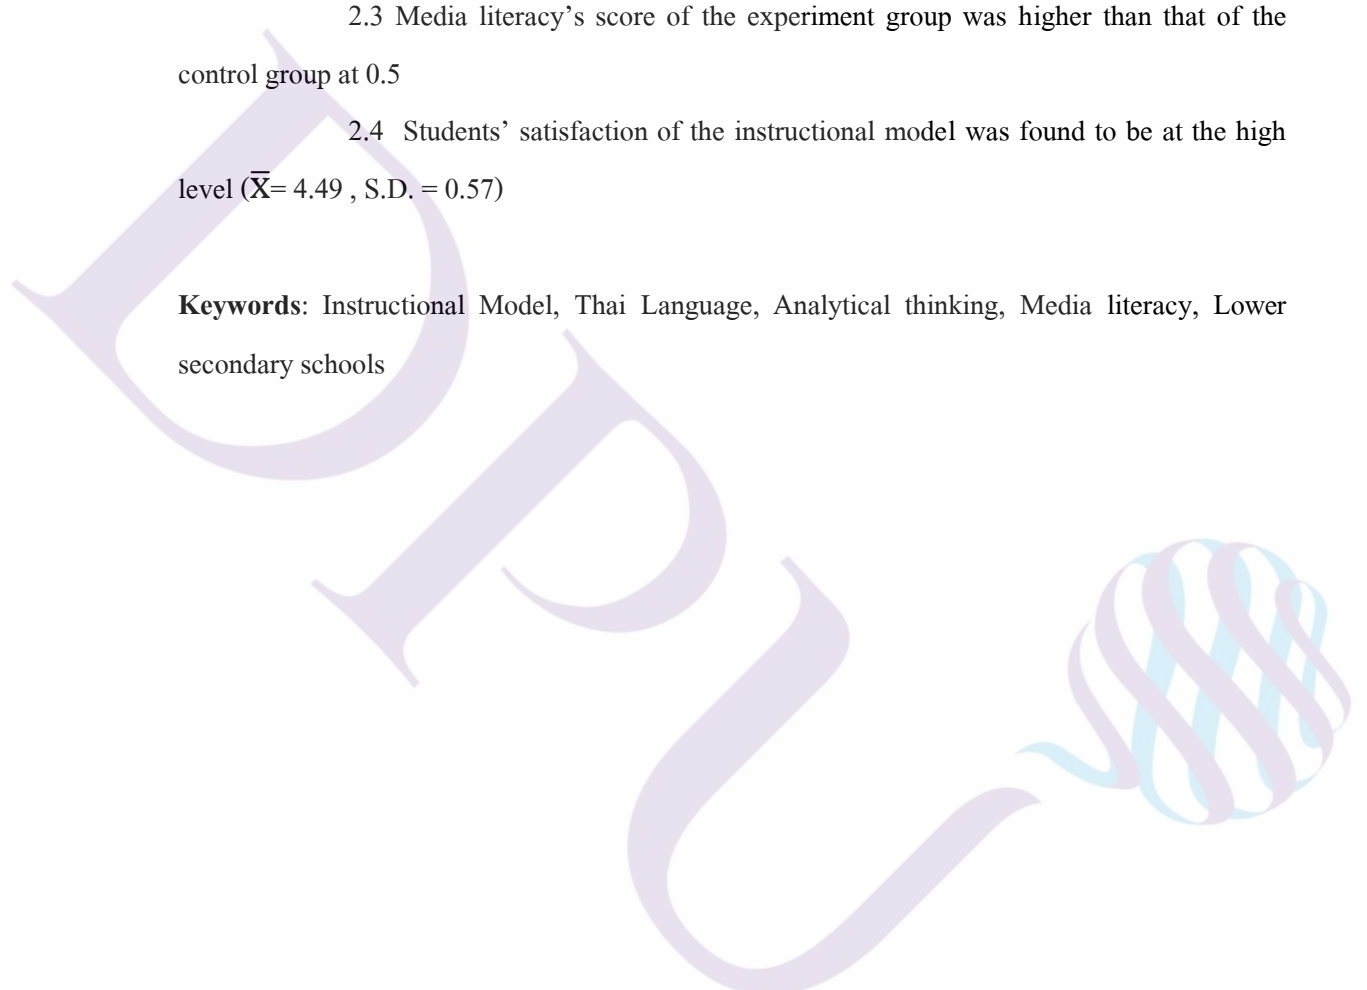 2.3 Media literacy’s score of the experiment group was higher than that of the
control group at 0.5
2.4 Students’ satisfaction of the instructional model was found to be at the high
level (X̅= 4.49 , S.D. = 0.57)
Keywords: Instructional Model, Thai Language, Analytical thinking, Media literacy, Lower
secondary schools
DPU